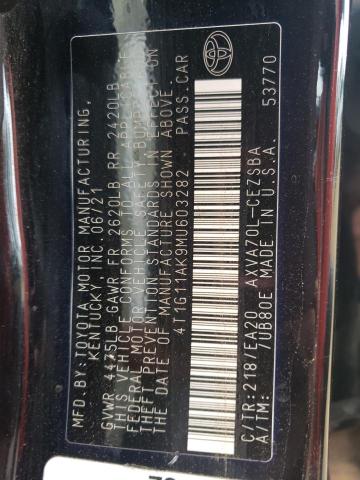 MFD. BY: TOYOTA MOTOR MANUFACTURING,
KENTUCKY, INC. 06/21
GVWR 4435LB GAWR FR 2620LB RR 2420LB
THIS VEHICLE CONFORMS TO ALL APPLICABLE
FEDERAL MOTOR VEHICLE SAFETY, BUMPER, AND
THEFT PREVENTION STANDARDS IN EFFECT ON
THE DATE OF MANUFACTURE SHOWN ABOVE.
4T1G11AK9MU603282 PASS.CAR
C/TR:218/EA20 AXVA70L-CEZSBA
A/TM: /UB80E MADE IN U.S.A. 53770